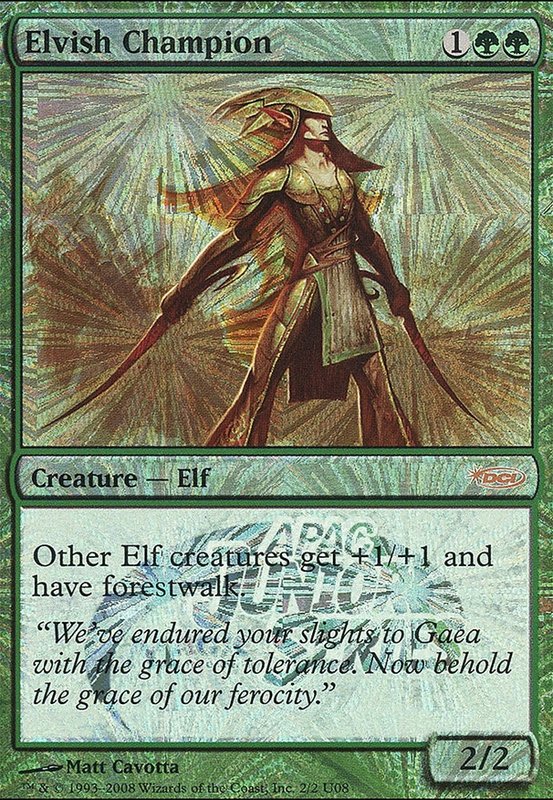 Elvish Champion 1
Creature — Elf DCI
APAC
Other Elf creatures get +1/+1 and
JUNIOR
have forestwalk.
“We’ve endured your slights to Gaea
with the grace of tolerance. Now behold
the grace of our ferocity.”
2/2
Matt Cavotta
™ & © 1993–2008 Wizards of the Coast, Inc. 2/2 U08